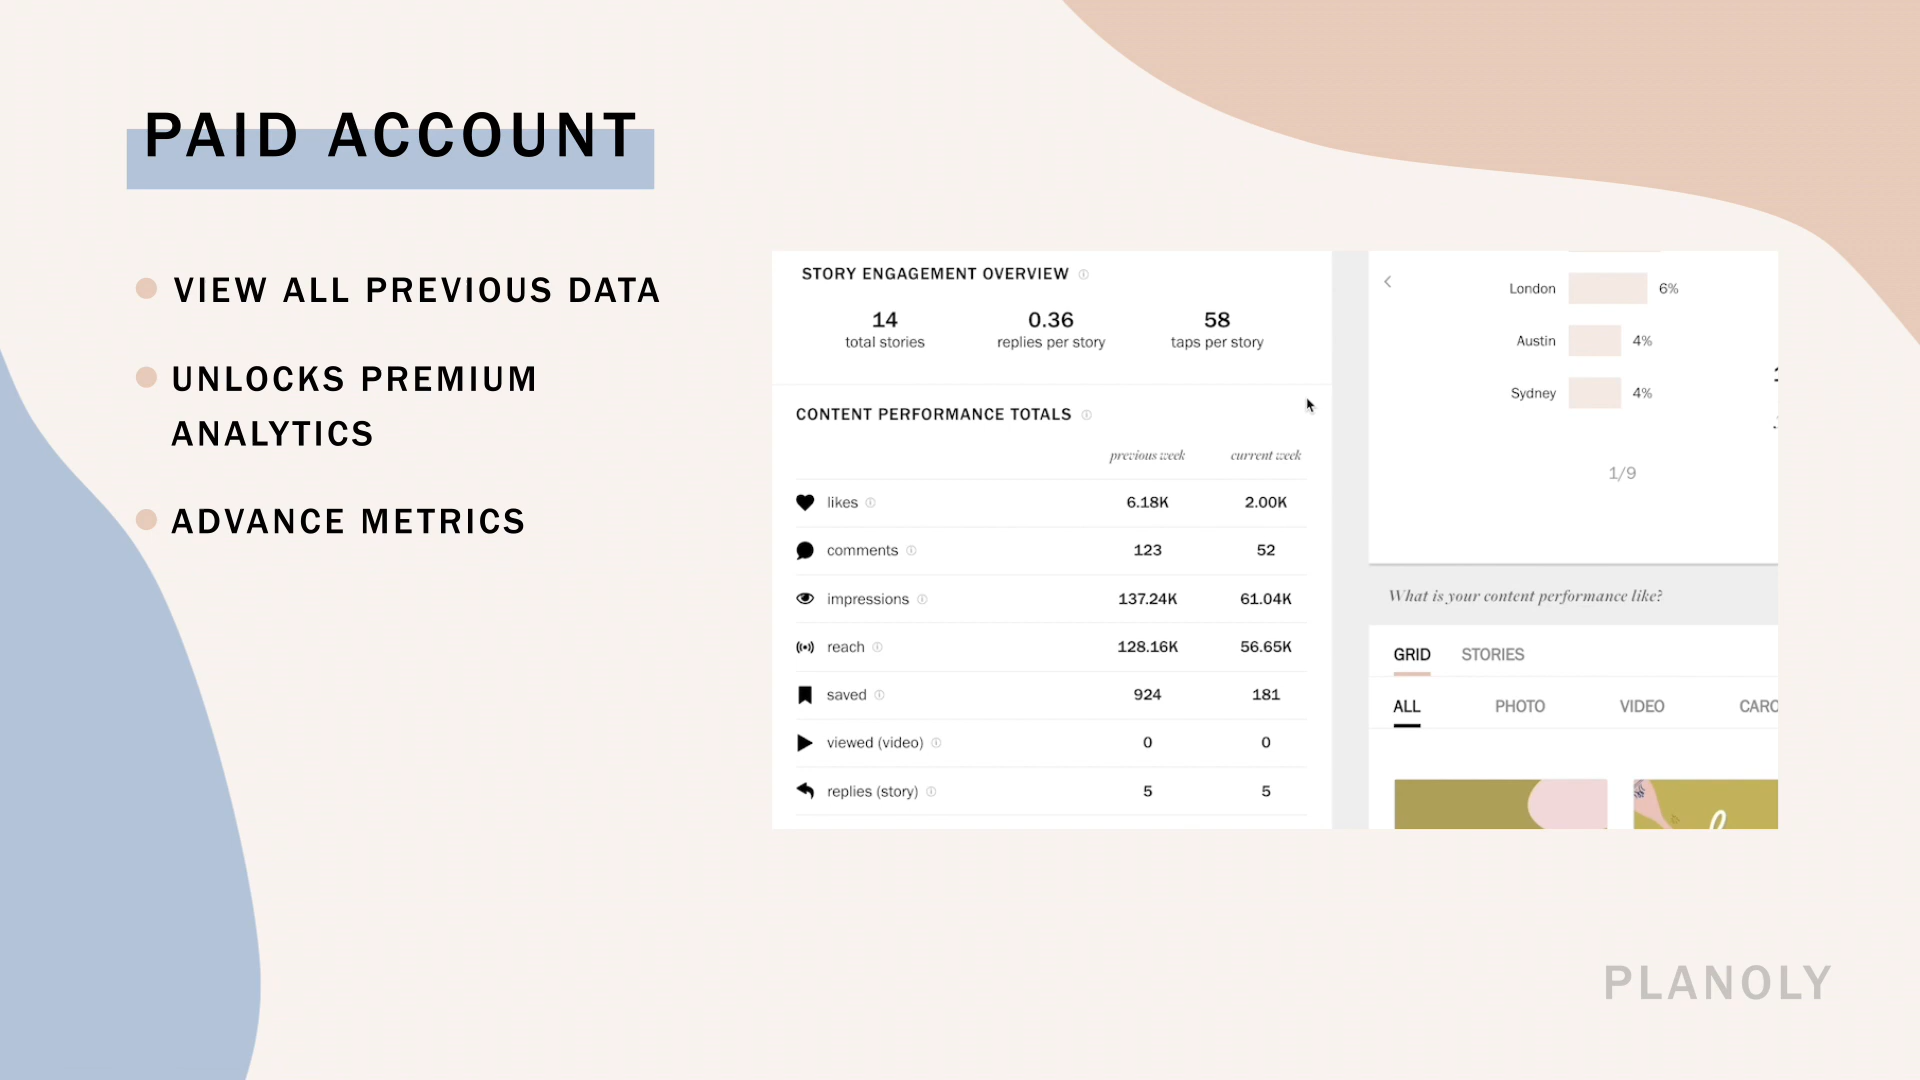 PAID ACCOUNT
VIEW ALL PREVIOUS DATA
UNLOCKS PREMIUM
ANALYTICS
ADVANCE METRICS
STORY ENGAGEMENT OVERVIEW
14 0.36 58
total stories replies per story taps per story
CONTENT PERFORMANCE TOTALS
previous week current week
likes 6.18K 2.00K
comments 123 52
impressions 137.24K 61.04K
reach 128.16K 56.65K
saved 924 181
viewed (video) 0 0
replies (story) 5 5
London 6%
Austin 4%
Sydney 4%
1/9
What is your content performance like?
GRID STORIES
ALL PHOTO VIDEO CARO
PLANOLY